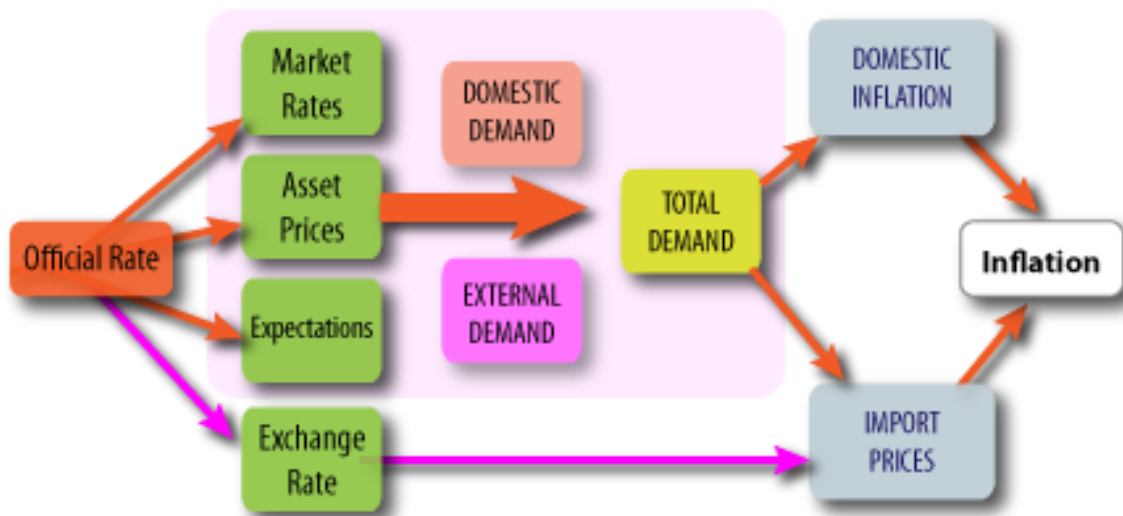 Official Rate
Market
Rates
Asset
Prices
Expectations
Exchange
Rate
DOMESTIC
DEMAND
EXTERNAL
DEMAND
TOTAL
DEMAND
DOMESTIC
INFLATION
IMPORT
PRICES
Inflation